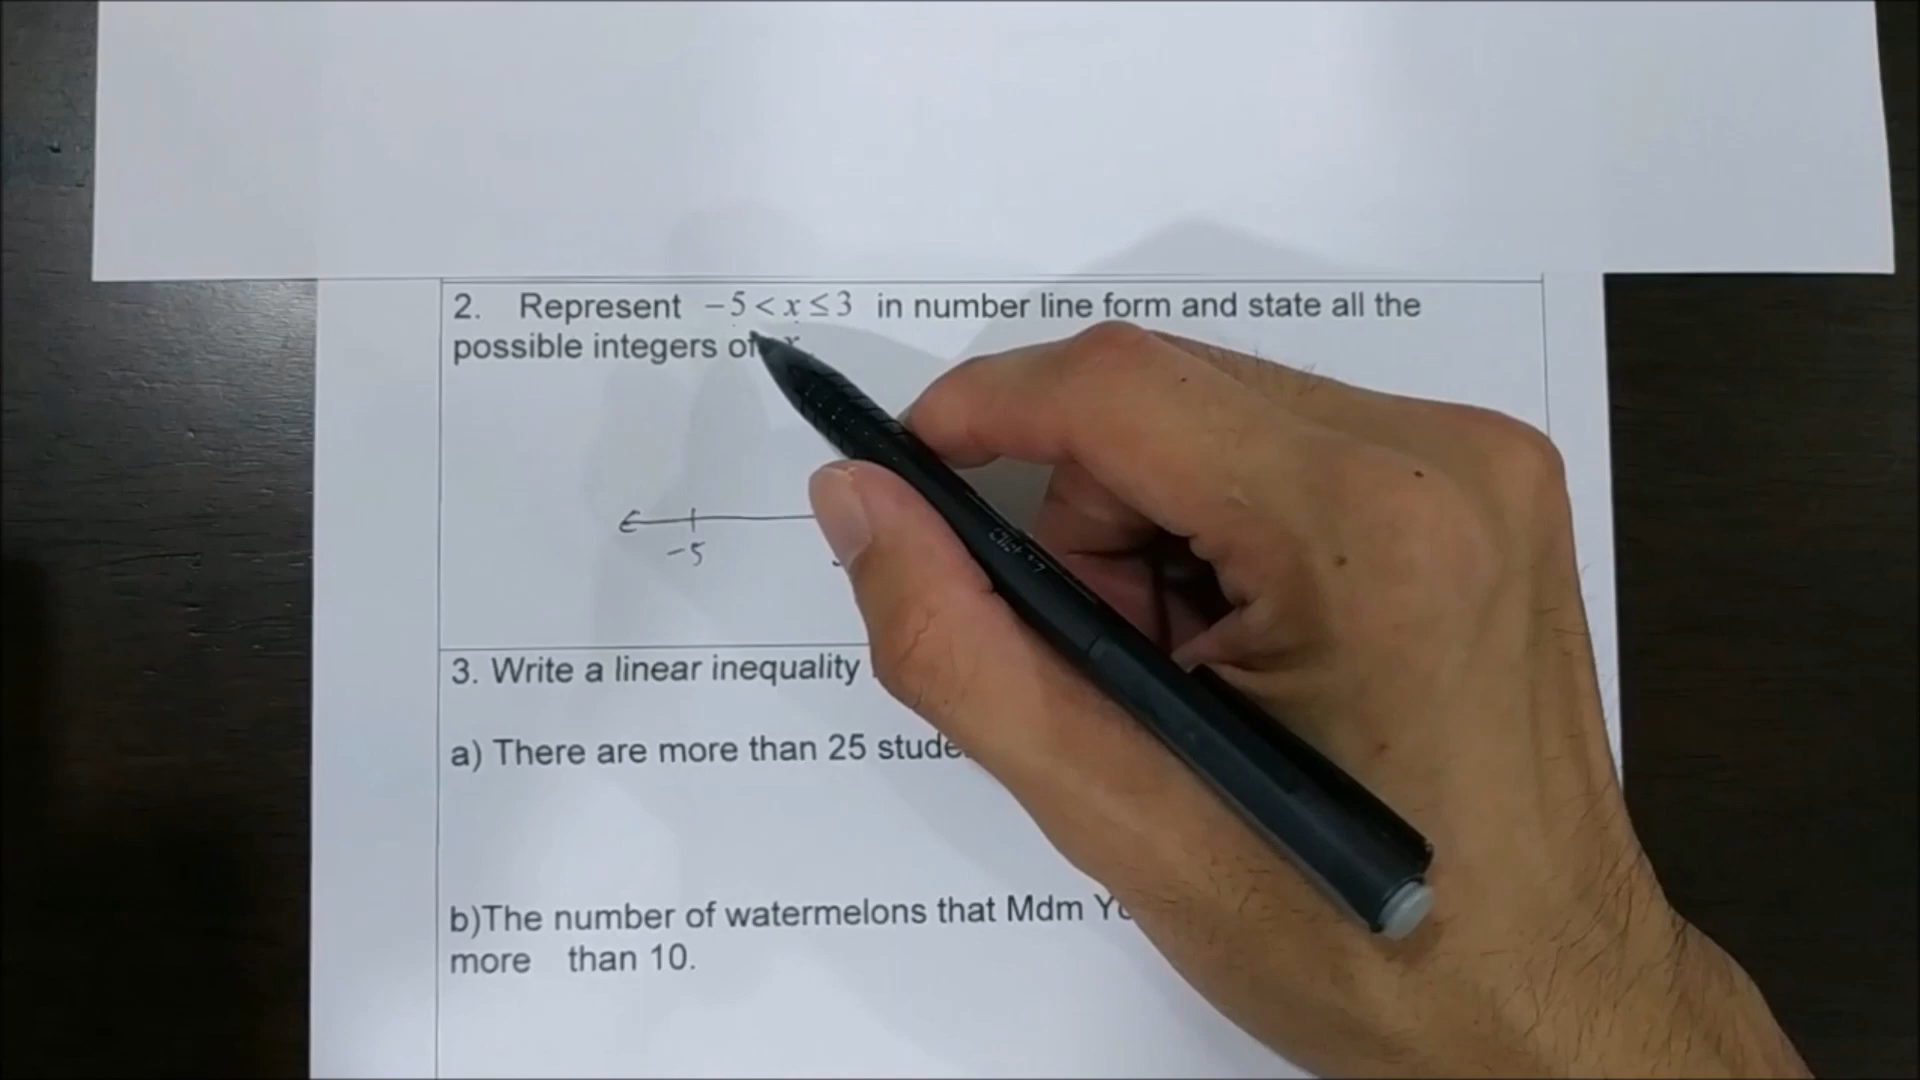 2. Represent −5 < x ≤ 3 in number line form and state all the
possible integers of x
−5
3. Write a linear inequality
a) There are more than 25
b)The number of watermelons that Mdm
more than 10.